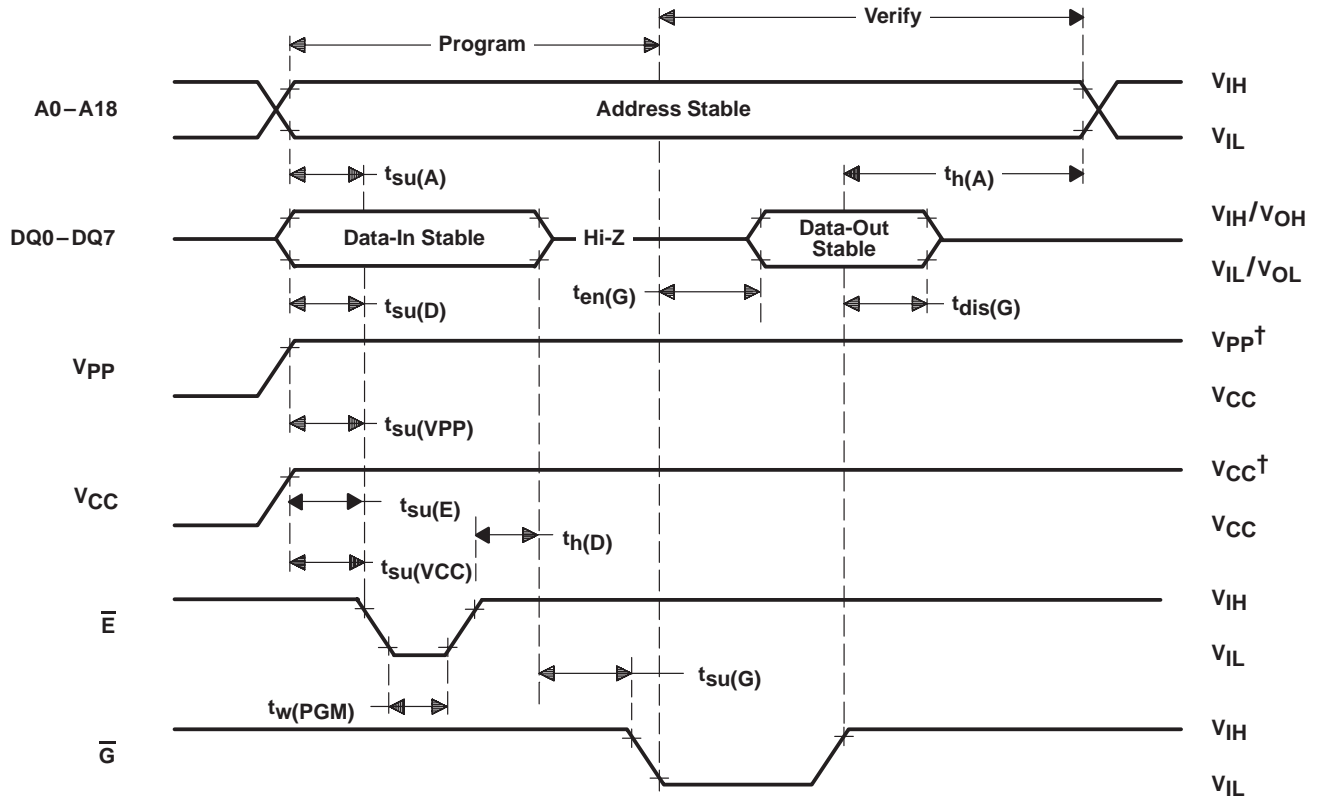 Verify
Program
A0–A18
Address Stable
VIH
VIL
tsu(A)
th(A)
DQ0–DQ7
Data-In Stable
Hi-Z
Data-Out
Stable
VIH/VOH
VIL/VOL
tsu(D)
ten(G)
tdis(G)
VPP
VPP†
VCC
tsu(VPP)
VCC
VCC†
VCC
tsu(E)
th(D)
tsu(VCC)
E̅
VIH
VIL
tsu(G)
tw(PGM)
G̅
VIH
VIL